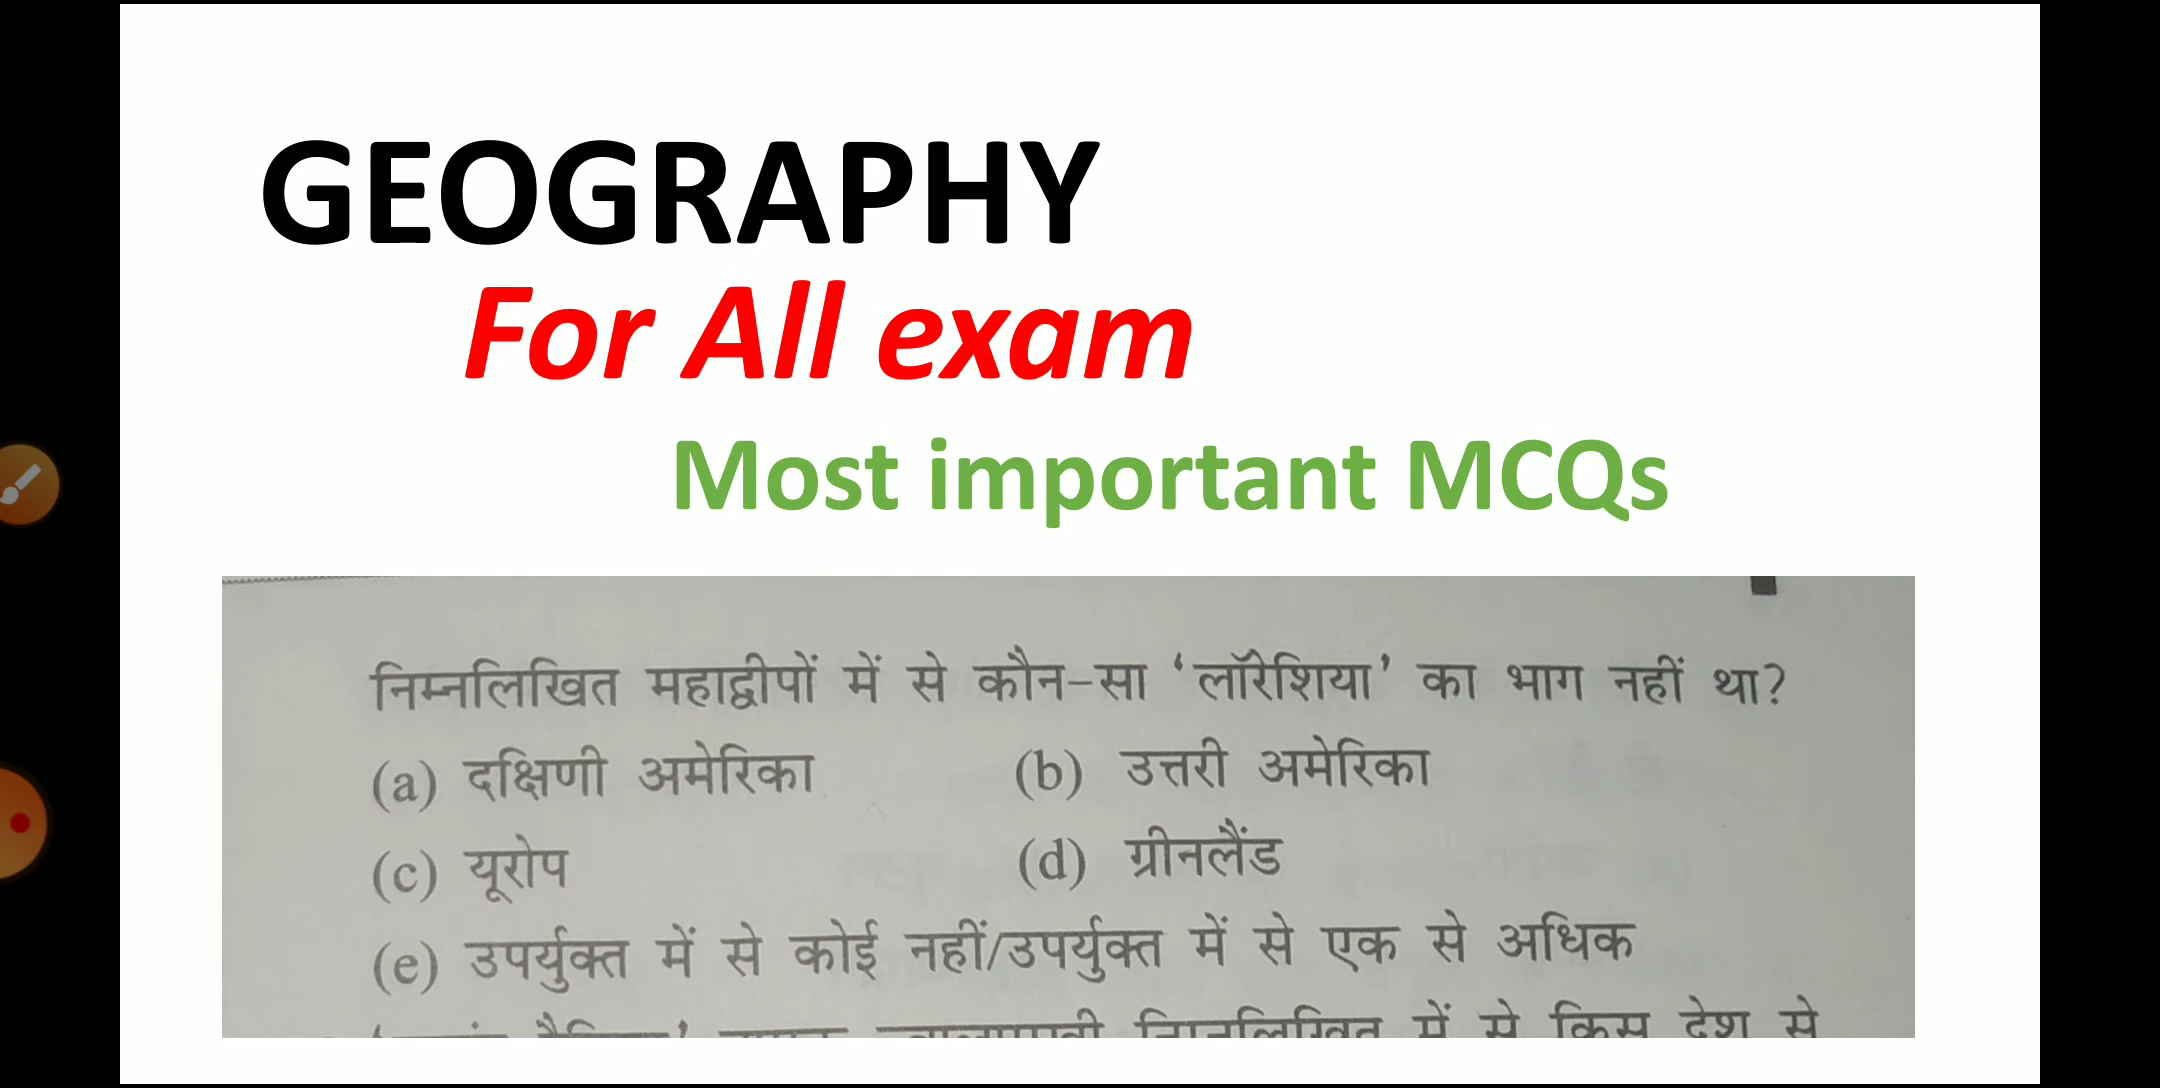 GEOGRAPHY
For All exam
Most important MCQs
निम्नलिखित महाद्वीपों में से कौन-सा ‘लॉरेशिया’ का भाग नहीं था?
(a) दक्षिणी अमेरिका (b) उत्तरी अमेरिका
(c) यूरोप (d) ग्रीनलैंड
(e) उपर्युक्त में से कोई नहीं/उपर्युक्त में से एक से अधिक
निम्नलिखित में से किस देश से